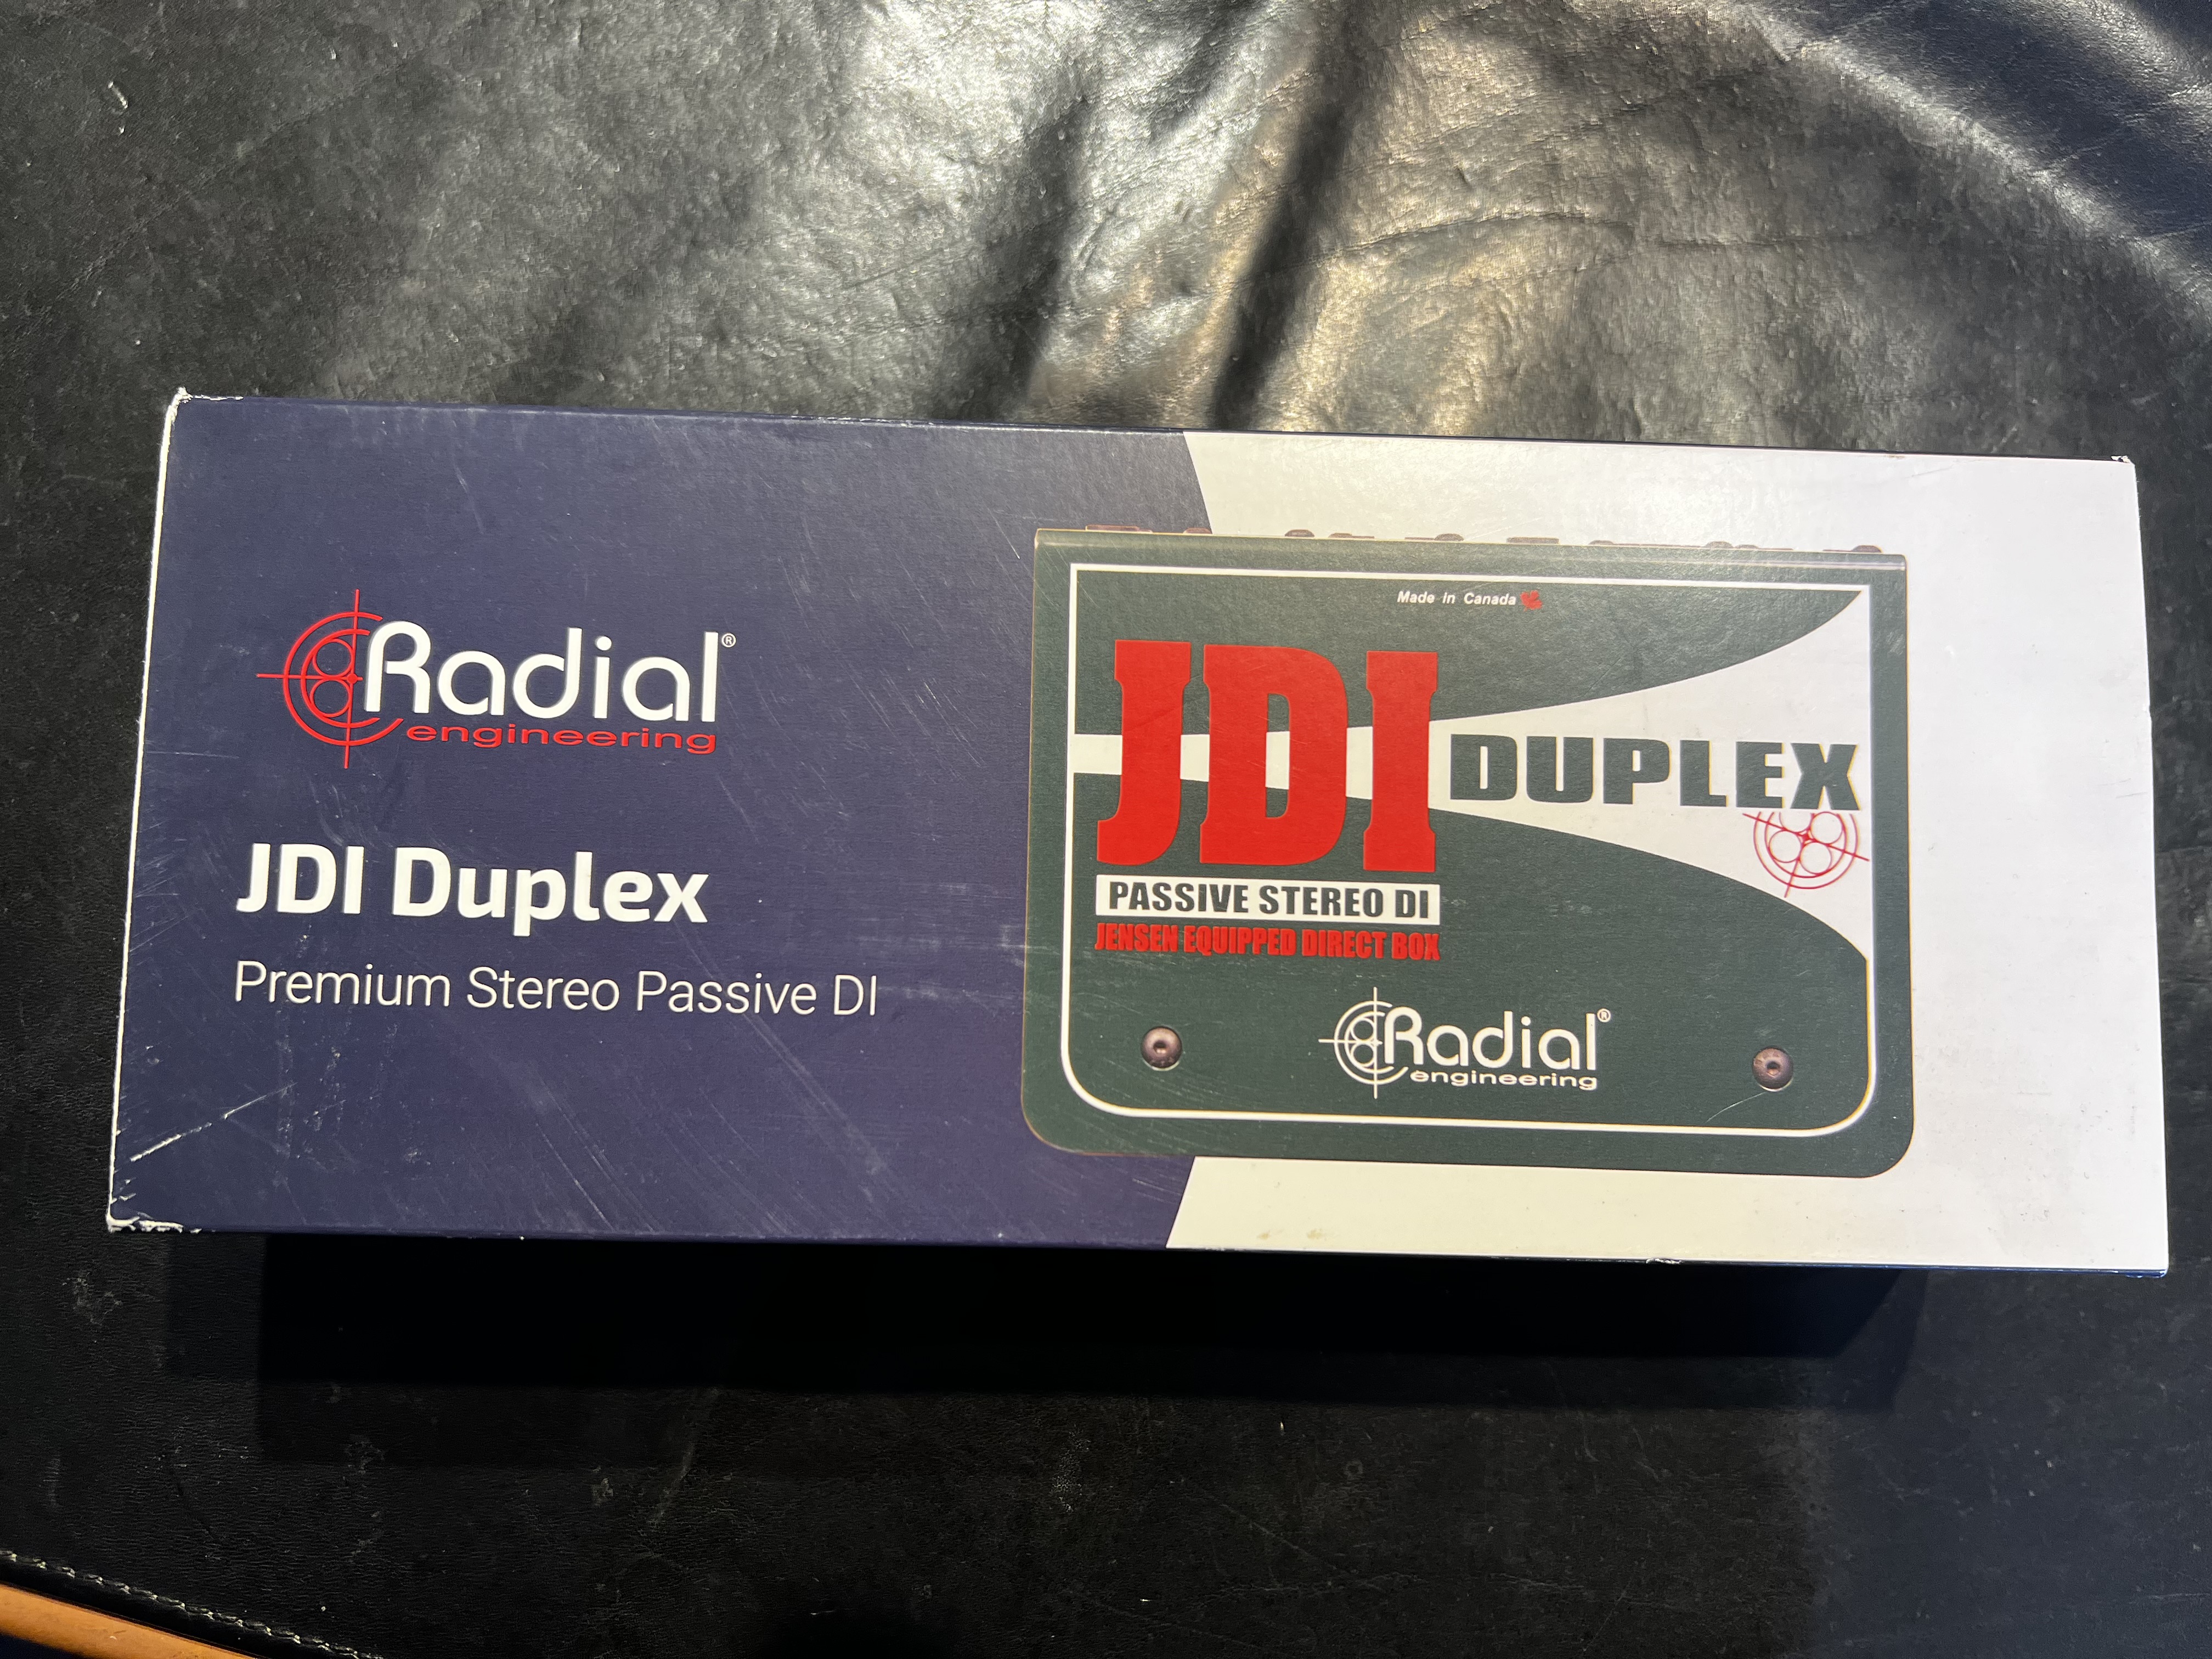 Radial®
engineering
JDI Duplex
Premium Stereo Passive DI
Made in Canada
JDI DUPLEX
PASSIVE STEREO DI
JENSEN EQUIPPED DIRECT BOX
Radial®
engineering